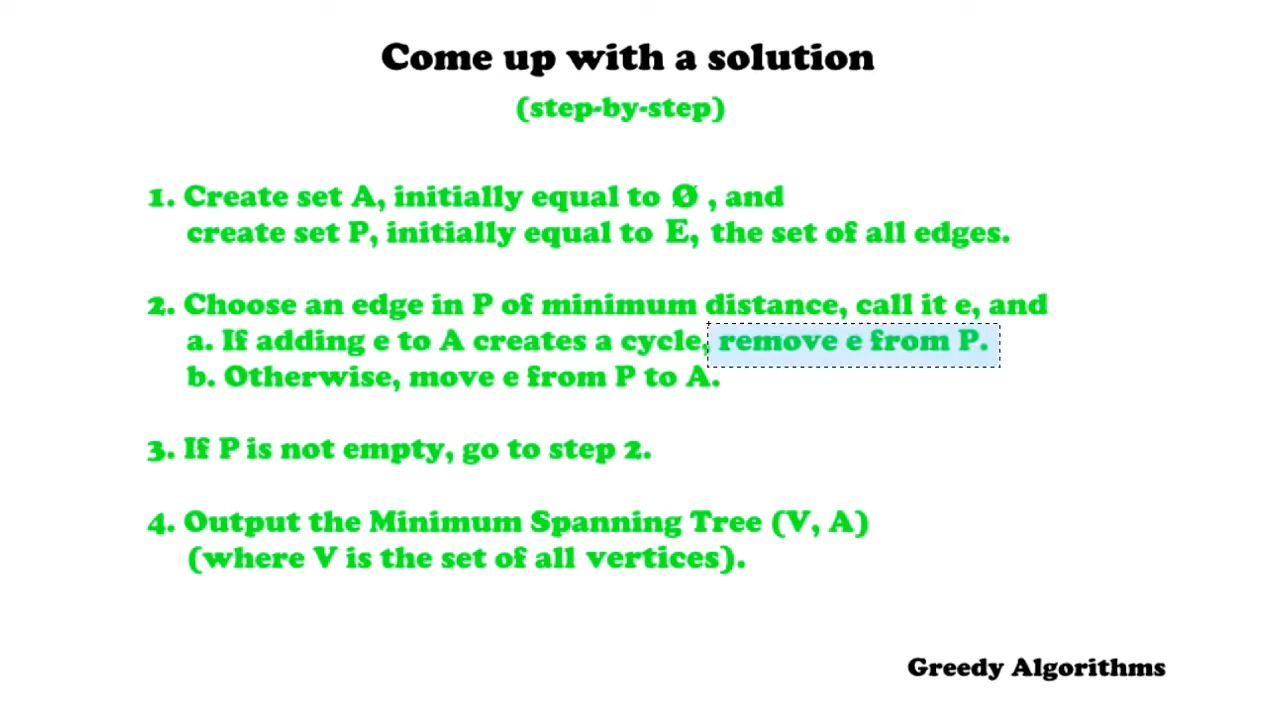 Come up with a solution
(step-by-step)
1. Create set A, initially equal to Ø , and
create set P, initially equal to E, the set of all edges.
2. Choose an edge in P of minimum distance, call it e, and
a. If adding e to A creates a cycle, remove e from P.
b. Otherwise, move e from P to A.
3. If P is not empty, go to step 2.
4. Output the Minimum Spanning Tree (V, A)
(where V is the set of all vertices).
Greedy Algorithms